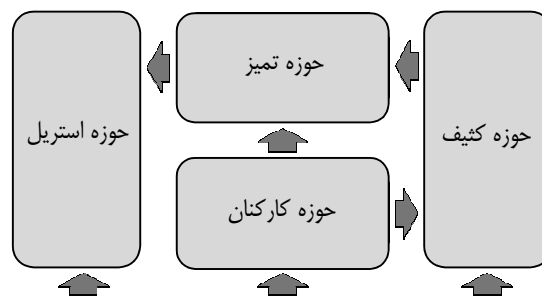 حوزه کثیف
حوزه تمیز
حوزه کارکنان
حوزه استریل